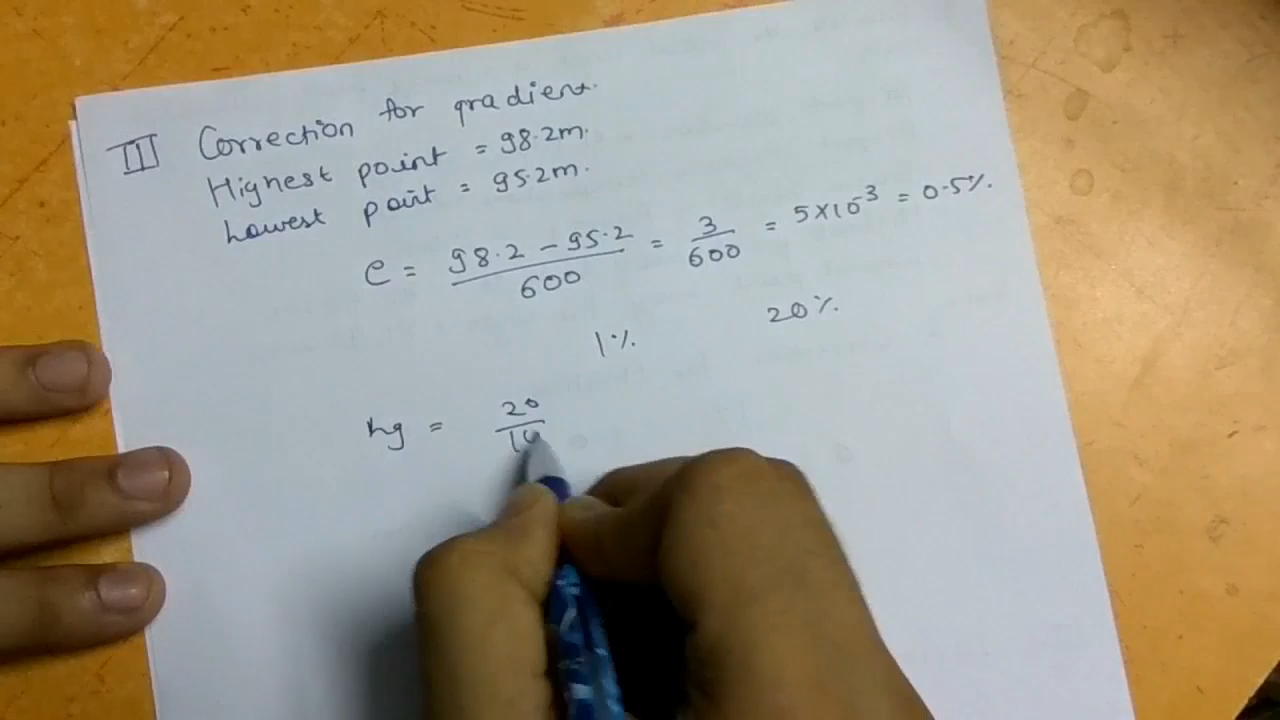 III Correction for gradient.
Highest point = 98.2m.
Lowest point = 95.2m.
e = 98.2 - 95.2 / 600 = 3 / 600 = 5×10⁻³ = 0.5%.
1% 20%
hg = 20 / 10